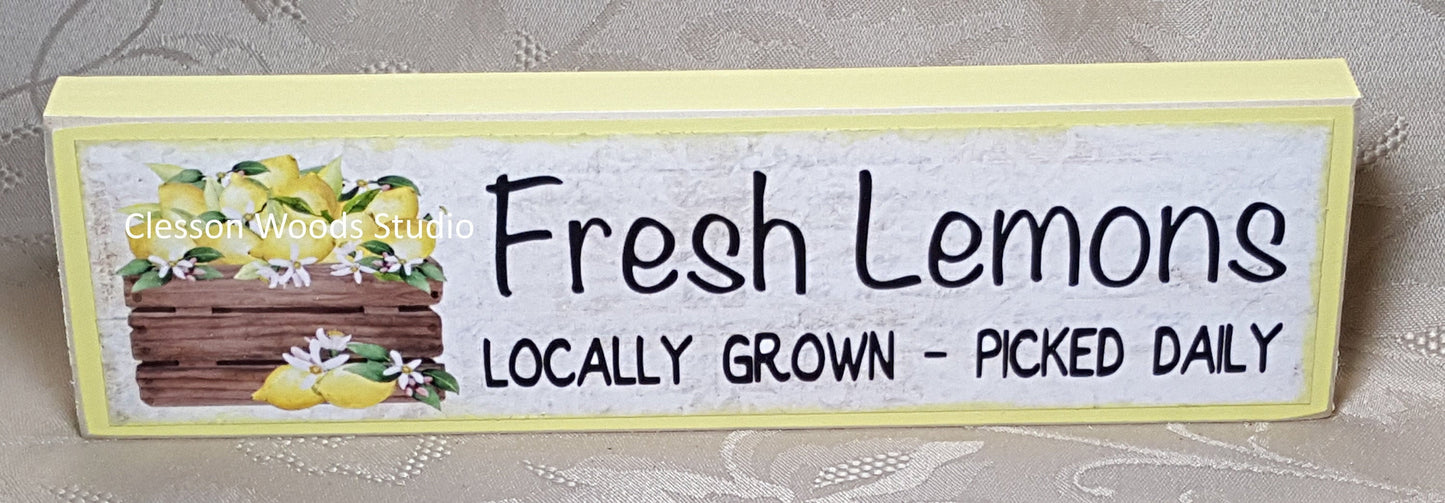 Clesson Woods Studio
Fresh Lemons
LOCALLY GROWN - PICKED DAILY